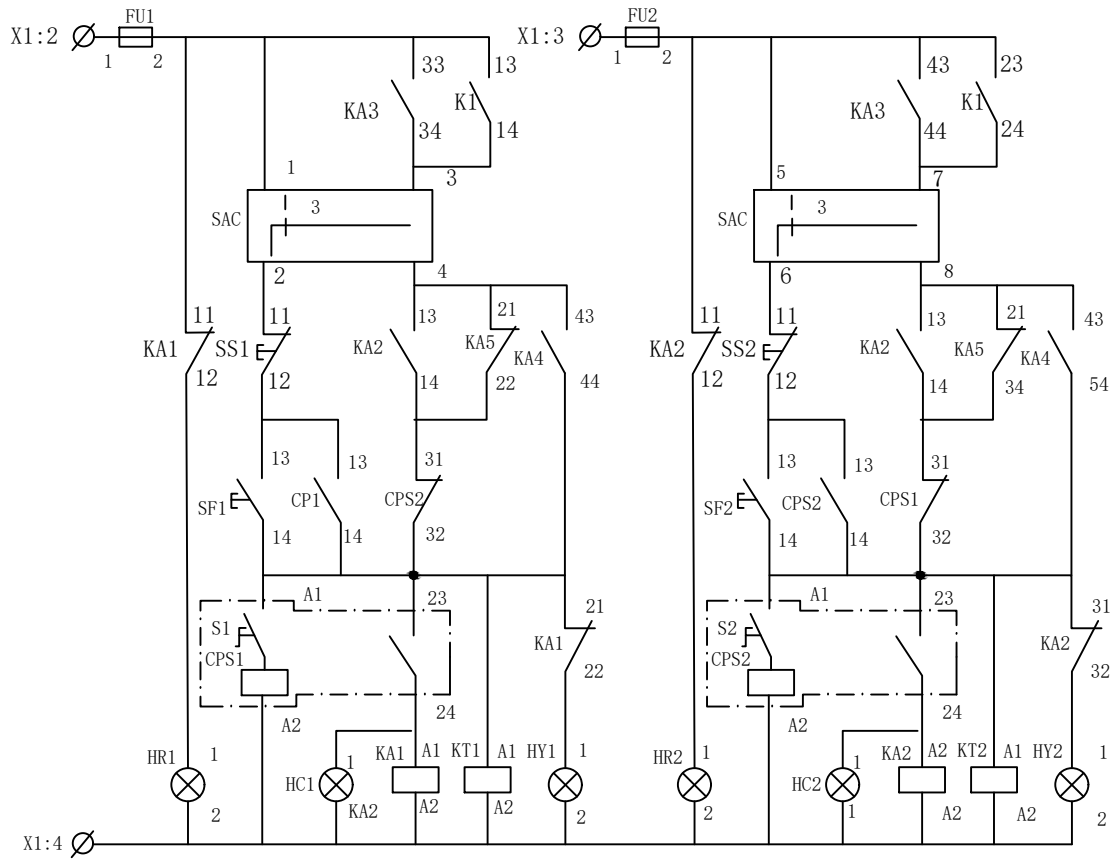 FU1 FU2
X1:2 X1:3
1 2 1 2
33 13 43 23
KA3 K1 KA3 K1
34 14 44 24
1 3 5 7
SAC 3 SAC 3
2 4 6 8
11 11 13 21 43 11 11 13 21 43
KA1 SS1 KA2 KA5 KA4 KA2 SS2 KA2 KA5 KA4
12 12 14 22 44 12 12 14 34 54
13 13 31 13 13 31
SF1 CP1 CPS2 SF2 CPS2 CPS1
14 14 32 14 14 32
A1 23 21 A1 23 31
S1 KA1 S2 KA2
CPS1 22 CPS2 32
A2 24 A2 24
HR1 1 KA1 A1 KT1 A1 HY1 1 HR2 1 KA2 A2 KT2 A1 HY2 1
HC1 1 HC2 1
2 KA2 A2 A2 2 2 1 A2 A2 2
X1:4